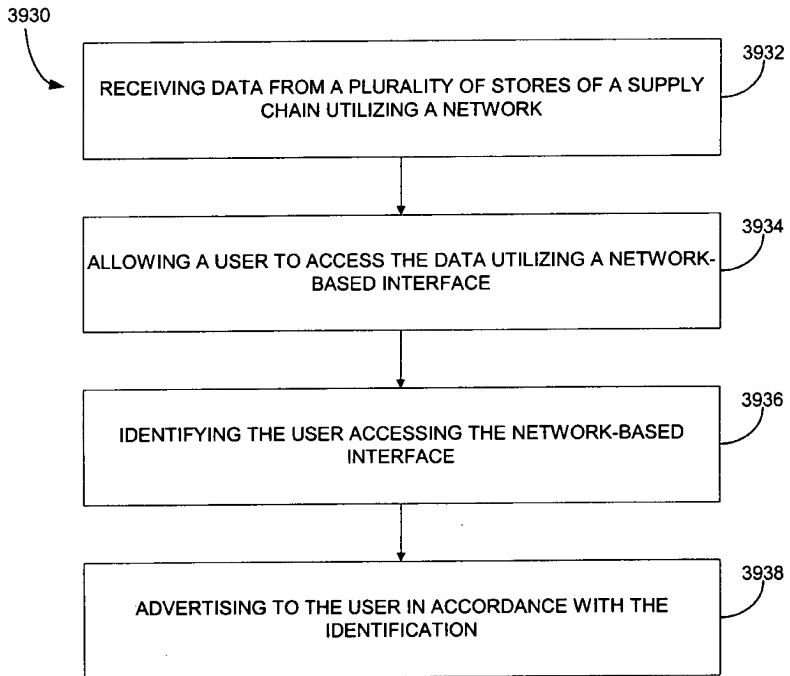 3930
3932
RECEIVING DATA FROM A PLURALITY OF STORES OF A SUPPLY
CHAIN UTILIZING A NETWORK
3934
ALLOWING A USER TO ACCESS THE DATA UTILIZING A NETWORK-
BASED INTERFACE
3936
IDENTIFYING THE USER ACCESSING THE NETWORK-BASED
INTERFACE
3938
ADVERTISING TO THE USER IN ACCORDANCE WITH THE
IDENTIFICATION